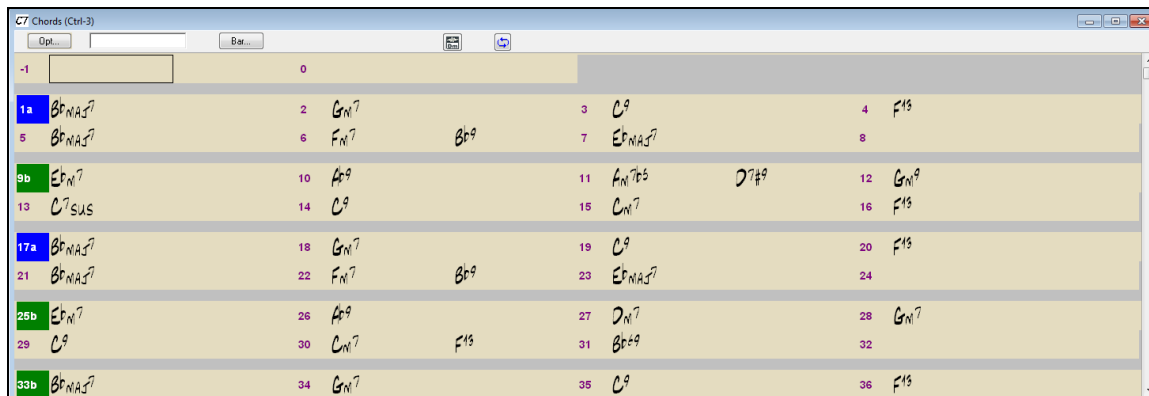 C7 Chords (Ctrl-3)
Opt... Bar...
-1 0
1a BbMAJ7 2 GM7 3 C9 4 F13
5 BbMAJ7 6 FM7 Bb9 7 EbMAJ7 8
9b EbM7 10 Ab9 11 AM7b5 D7#9 12 GM9
13 C7SUS 14 C9 15 CM7 16 F13
17a BbMAJ7 18 GM7 19 C9 20 F13
21 BbMAJ7 22 FM7 Bb9 23 EbMAJ7 24
25b EbM7 26 Ab9 27 DM7 28 GM7
29 C9 30 CM7 F13 31 Bb69 32
33b BbMAJ7 34 GM7 35 C9 36 F13